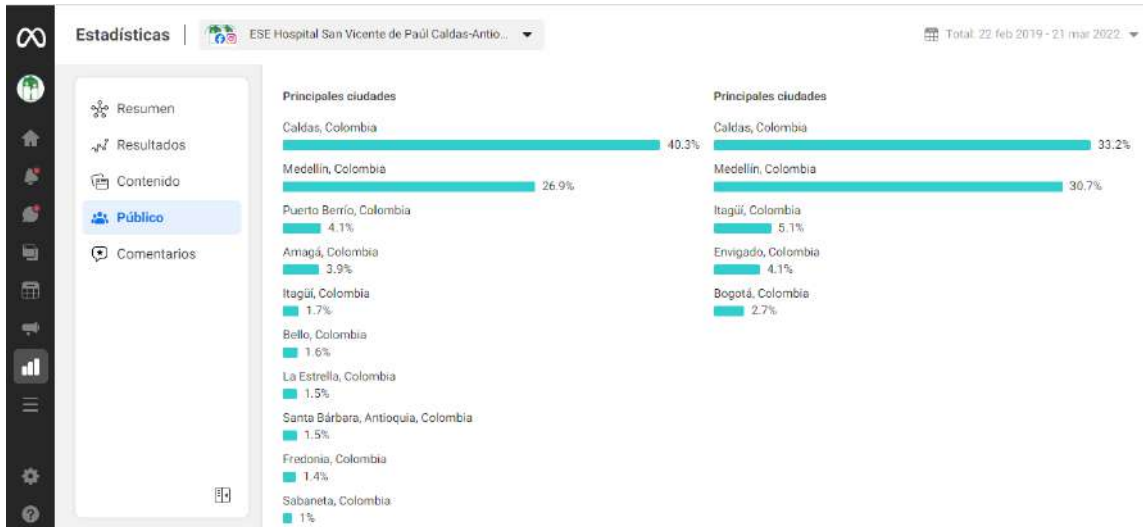 Estadísticas
ESE Hospital San Vicente de Paúl Caldas-Antio...
Total: 22 feb 2019 - 21 mar 2022
Resumen
Resultados
Contenido
Público
Comentarios
Principales ciudades
Caldas, Colombia
40.3%
Medellín, Colombia
26.9%
Puerto Berrío, Colombia
4.1%
Amagá, Colombia
3.9%
Itagüí, Colombia
1.7%
Bello, Colombia
1.6%
La Estrella, Colombia
1.5%
Santa Bárbara, Antioquia, Colombia
1.5%
Fredonia, Colombia
1.4%
Sabaneta, Colombia
1%
Principales ciudades
Caldas, Colombia
33.2%
Medellín, Colombia
30.7%
Itagüí, Colombia
5.1%
Envigado, Colombia
4.1%
Bogotá, Colombia
2.7%